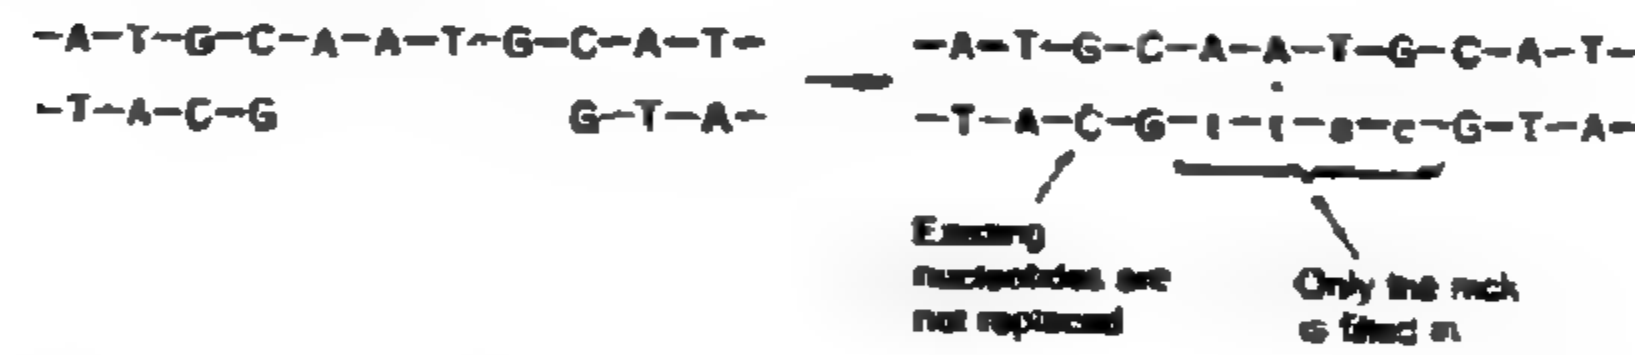 -A-T-G-C-A-A-T-G-C-A-T-
-T-A-C-G G-T-A-
-A-T-G-C-A-A-T-G-C-A-T-
-T-A-C-G-t-t-a-c-G-T-A-
Existing
nucleotides are
not replaced
Only the nick
is filled in